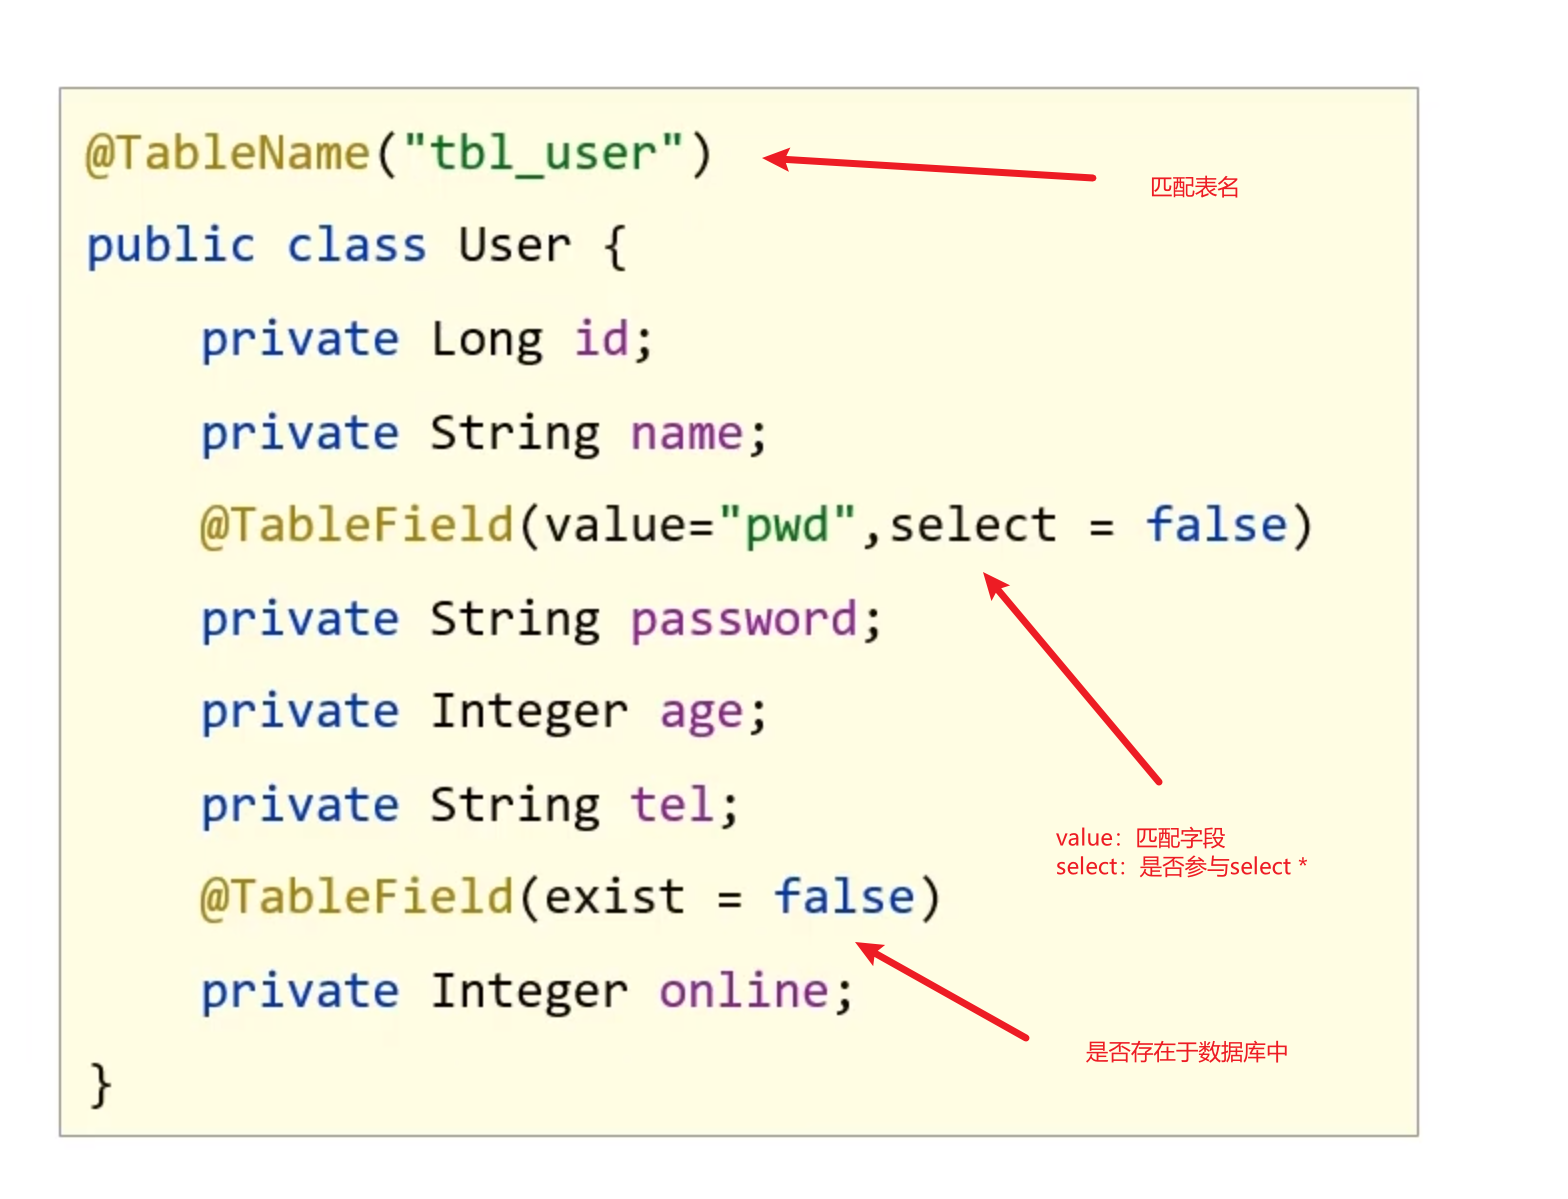 @TableName("tbl_user")
匹配表名
public class User {
private Long id;
private String name;
@TableField(value="pwd",select = false)
private String password;
private Integer age;
private String tel;
value：匹配字段
select：是否参与select *
@TableField(exist = false)
private Integer online;
是否存在于数据库中
}